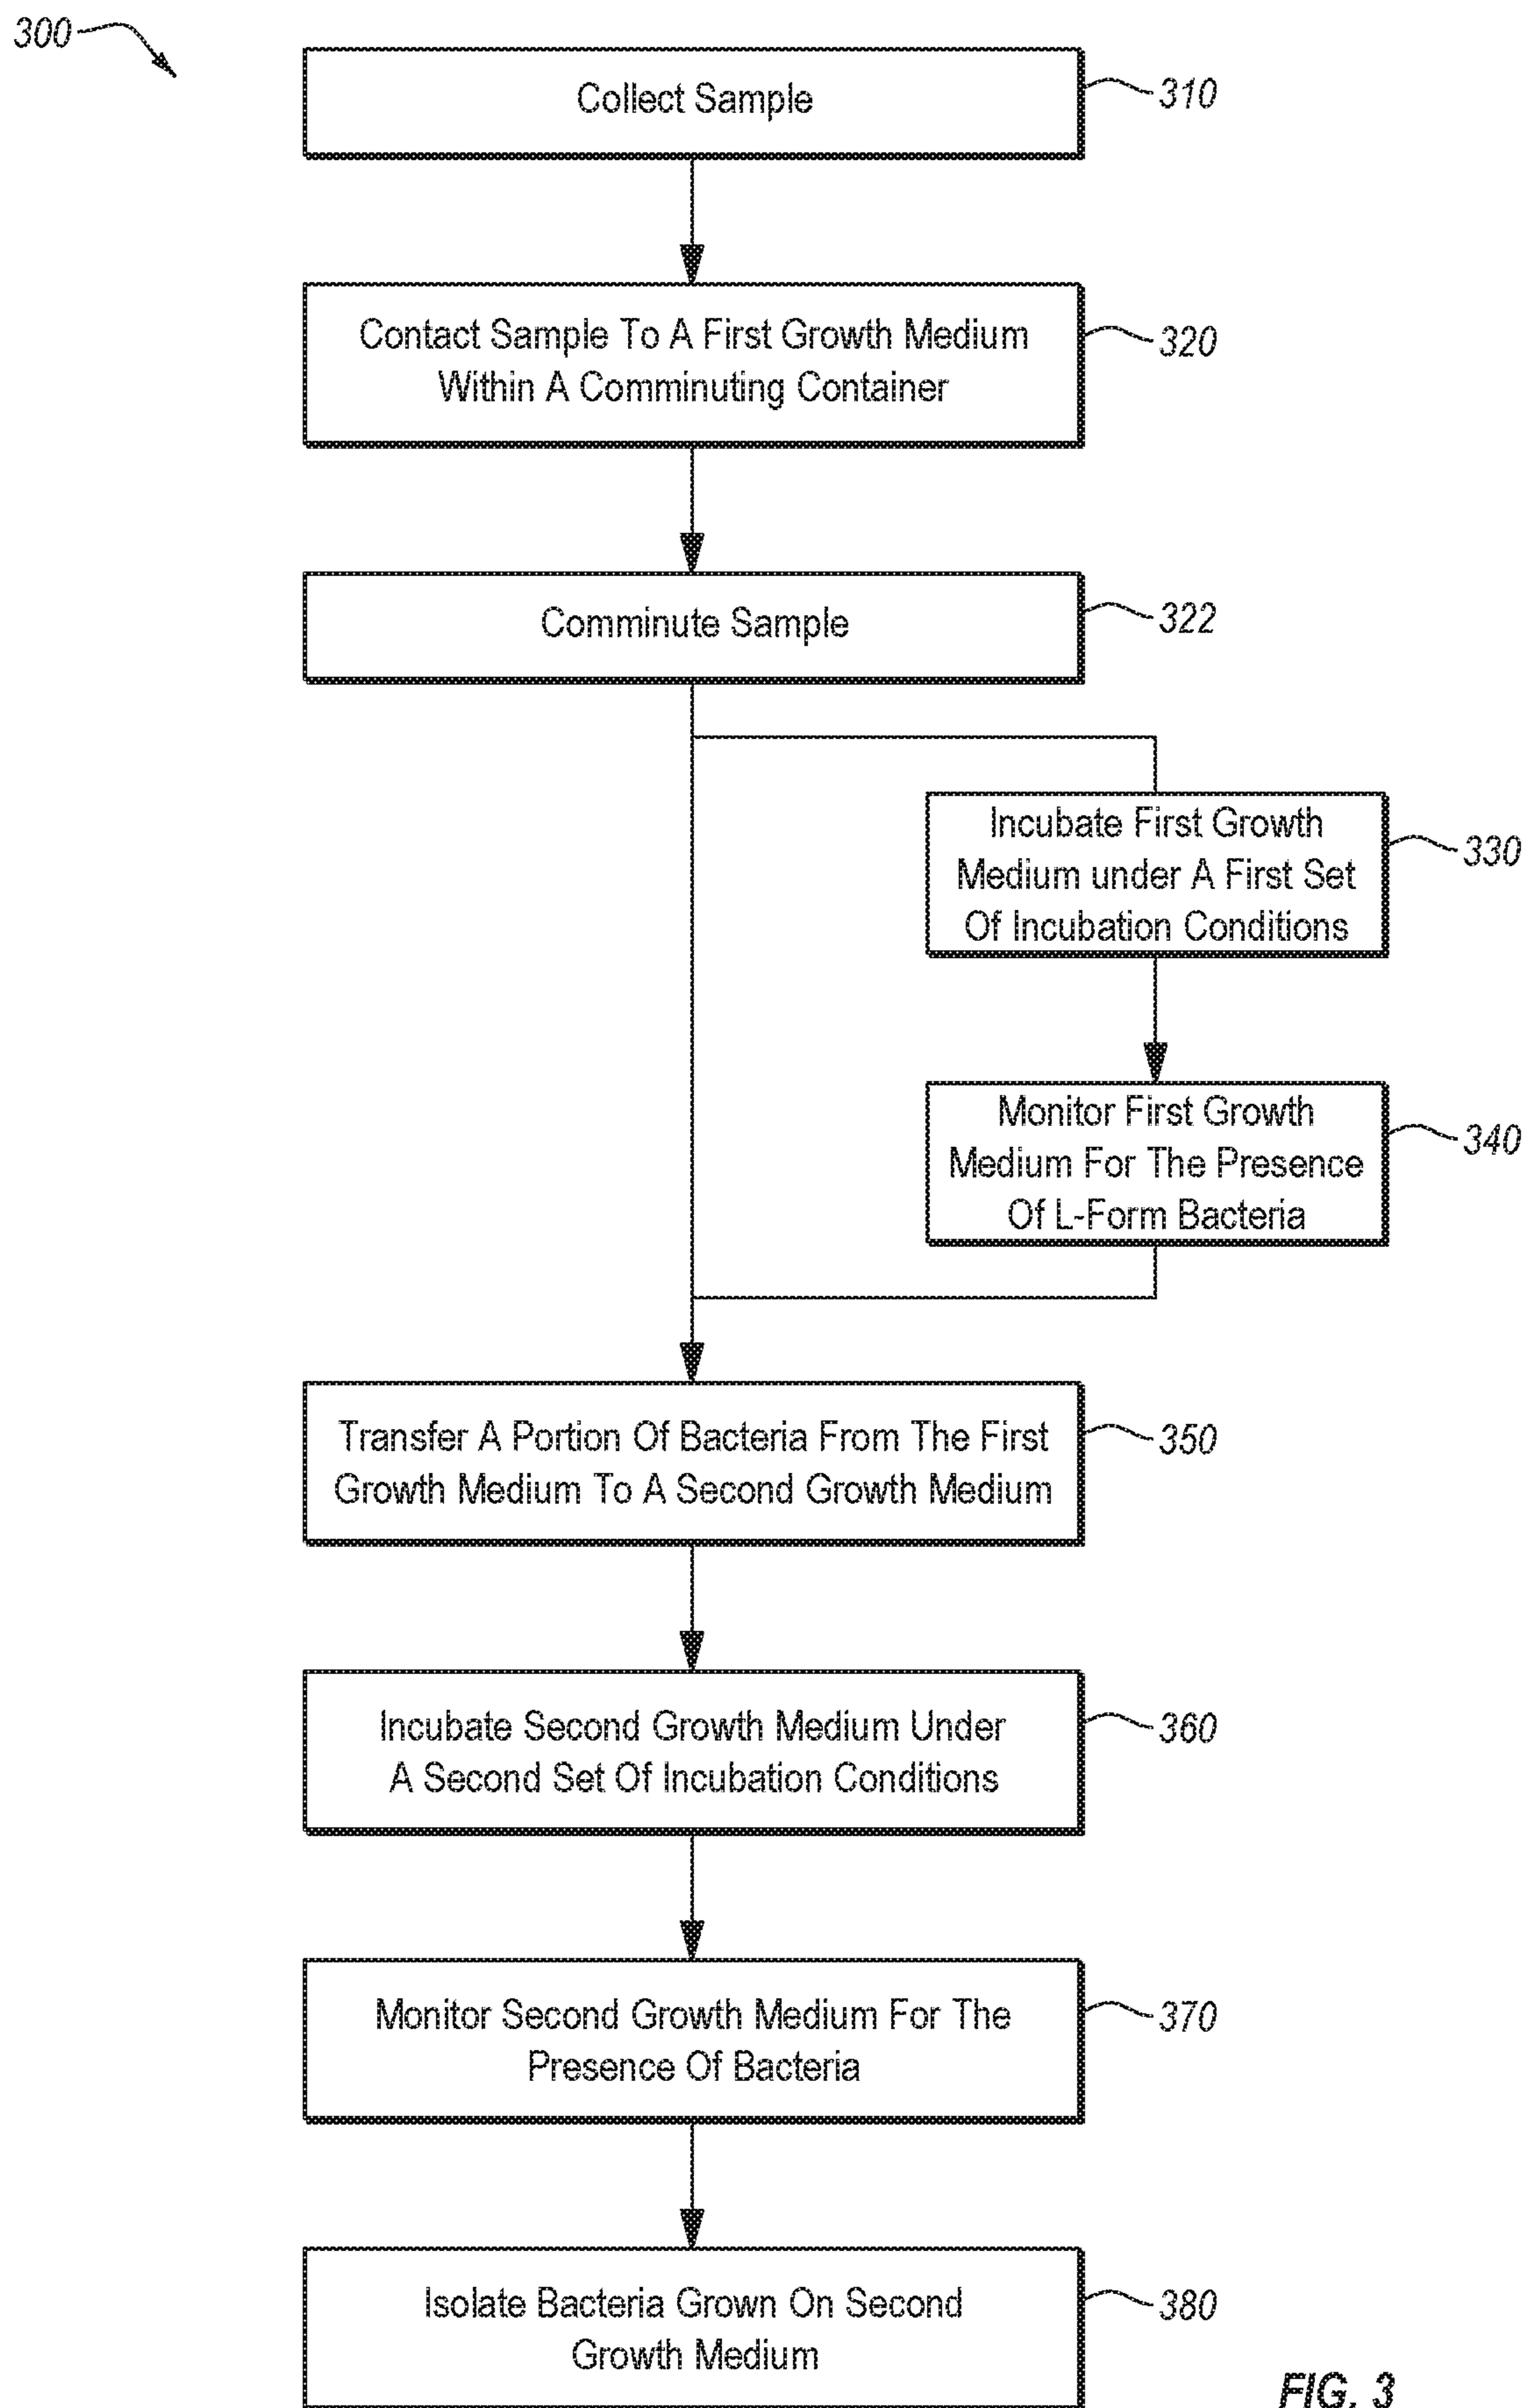 300
Collect Sample
310
Contact Sample To A First Growth Medium
Within A Comminuting Container
320
Comminute Sample
322
Incubate First Growth
Medium under A First Set
Of Incubation Conditions
330
Monitor First Growth
Medium For The Presence
Of L-Form Bacteria
340
Transfer A Portion Of Bacteria From The First
Growth Medium To A Second Growth Medium
350
Incubate Second Growth Medium Under
A Second Set Of Incubation Conditions
360
Monitor Second Growth Medium For The
Presence Of Bacteria
370
Isolate Bacteria Grown On Second
Growth Medium
380
FIG. 3